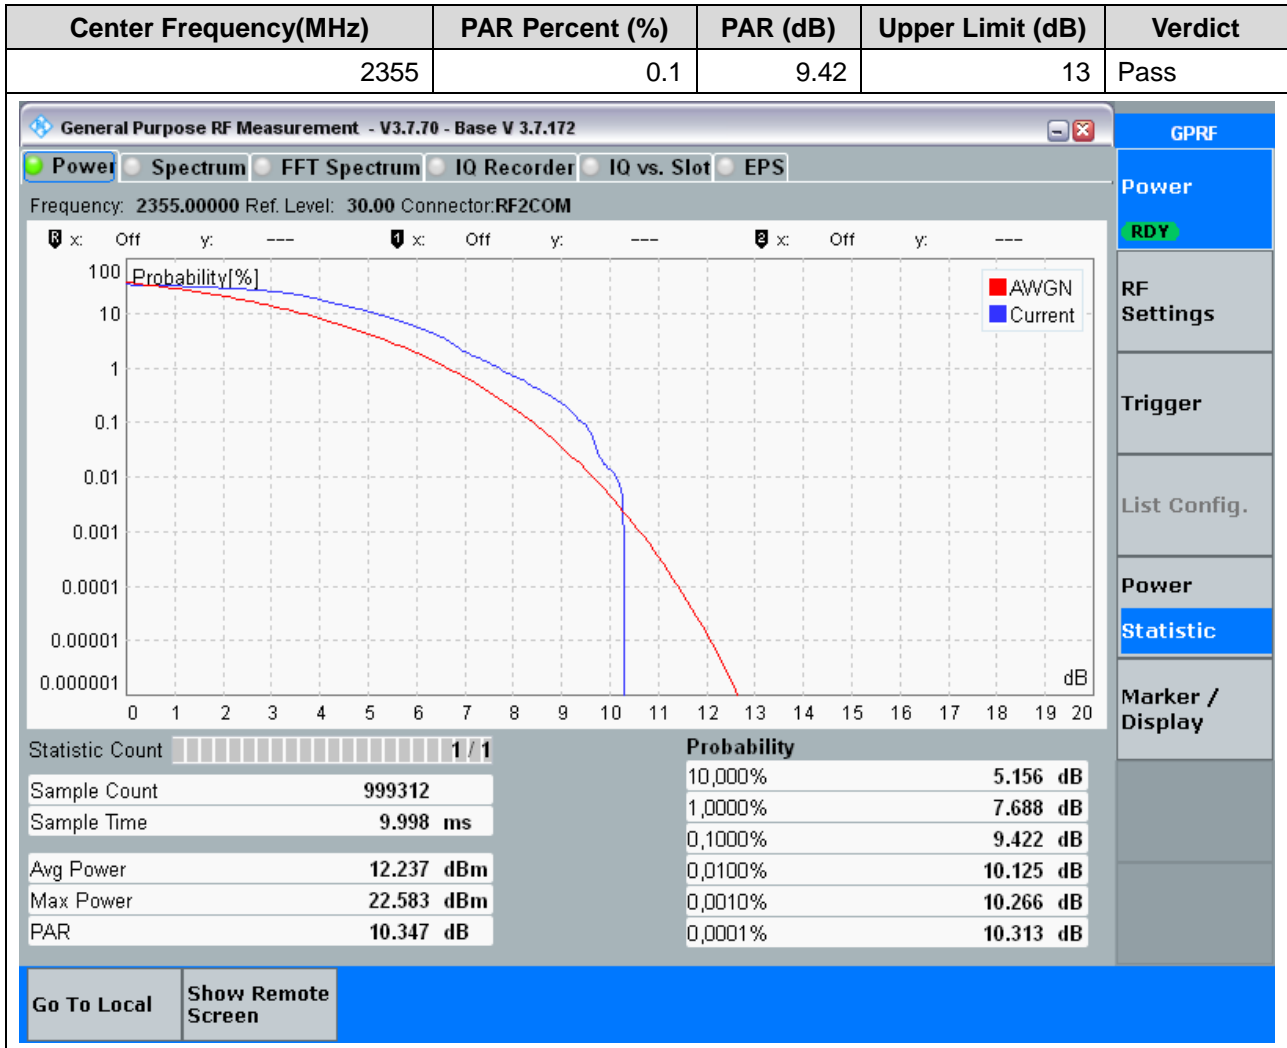 Center Frequency(MHz) PAR Percent (%) PAR (dB) Upper Limit (dB) Verdict
2355 0.1 9.42 13 Pass
General Purpose RF Measurement - V3.7.70 - Base V 3.7.172
GPRF
Power Spectrum FFT Spectrum IQ Recorder IQ vs. Slot EPS
Power
RDY
Frequency: 2355.00000 Ref. Level: 30.00 Connector:RF2COM
R x: Off y: --- 1 x: Off y: --- 2 x: Off y: ---
Probability[%]
AWGN
Current
100
10
1
0.1
0.01
0.001
0.0001
0.00001
0.000001
dB
0 1 2 3 4 5 6 7 8 9 10 11 12 13 14 15 16 17 18 19 20
RF
Settings
Trigger
List Config.
Power
Statistic
Marker /
Display
Statistic Count 1 / 1
Sample Count 999312
Sample Time 9.998 ms
Avg Power 12.237 dBm
Max Power 22.583 dBm
PAR 10.347 dB
Probability
10,000% 5.156 dB
1,0000% 7.688 dB
0,1000% 9.422 dB
0,0100% 10.125 dB
0,0010% 10.266 dB
0,0001% 10.313 dB
Go To Local
Show Remote
Screen